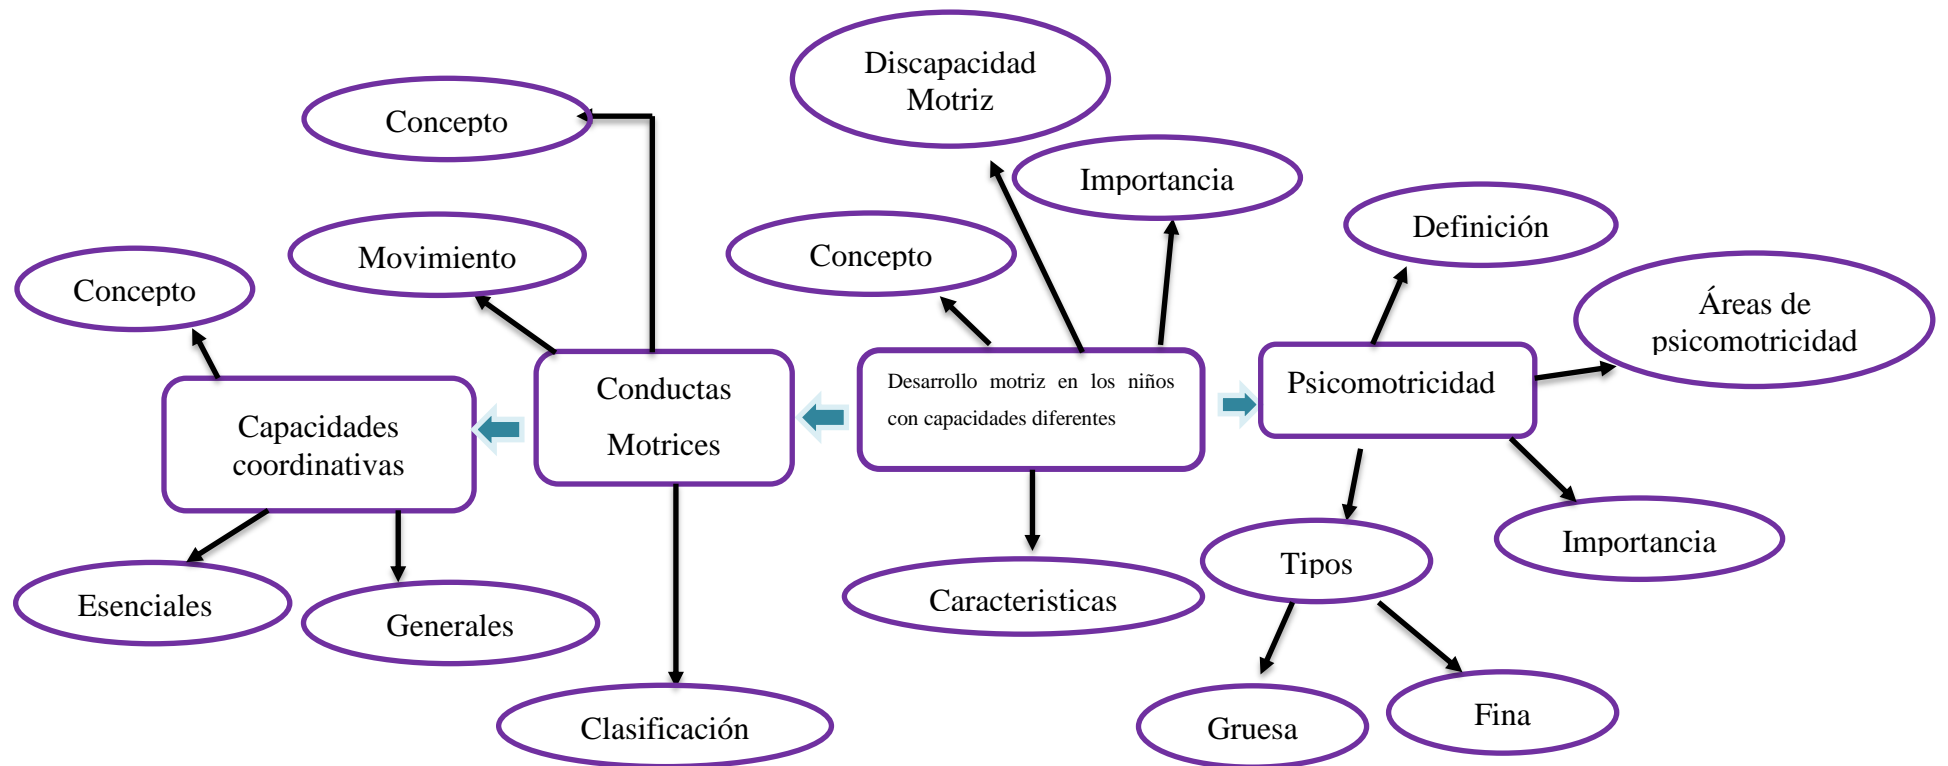 Discapacidad
Motriz
Concepto
Importancia
Definición
Movimiento
Concepto
Concepto
Áreas de
psicomotricidad
Conductas
Motrices
Desarrollo motriz en los niños
con capacidades diferentes
Psicomotricidad
Capacidades
coordinativas
Importancia
Tipos
Esenciales
Generales
Caracteristicas
Clasificación
Gruesa
Fina